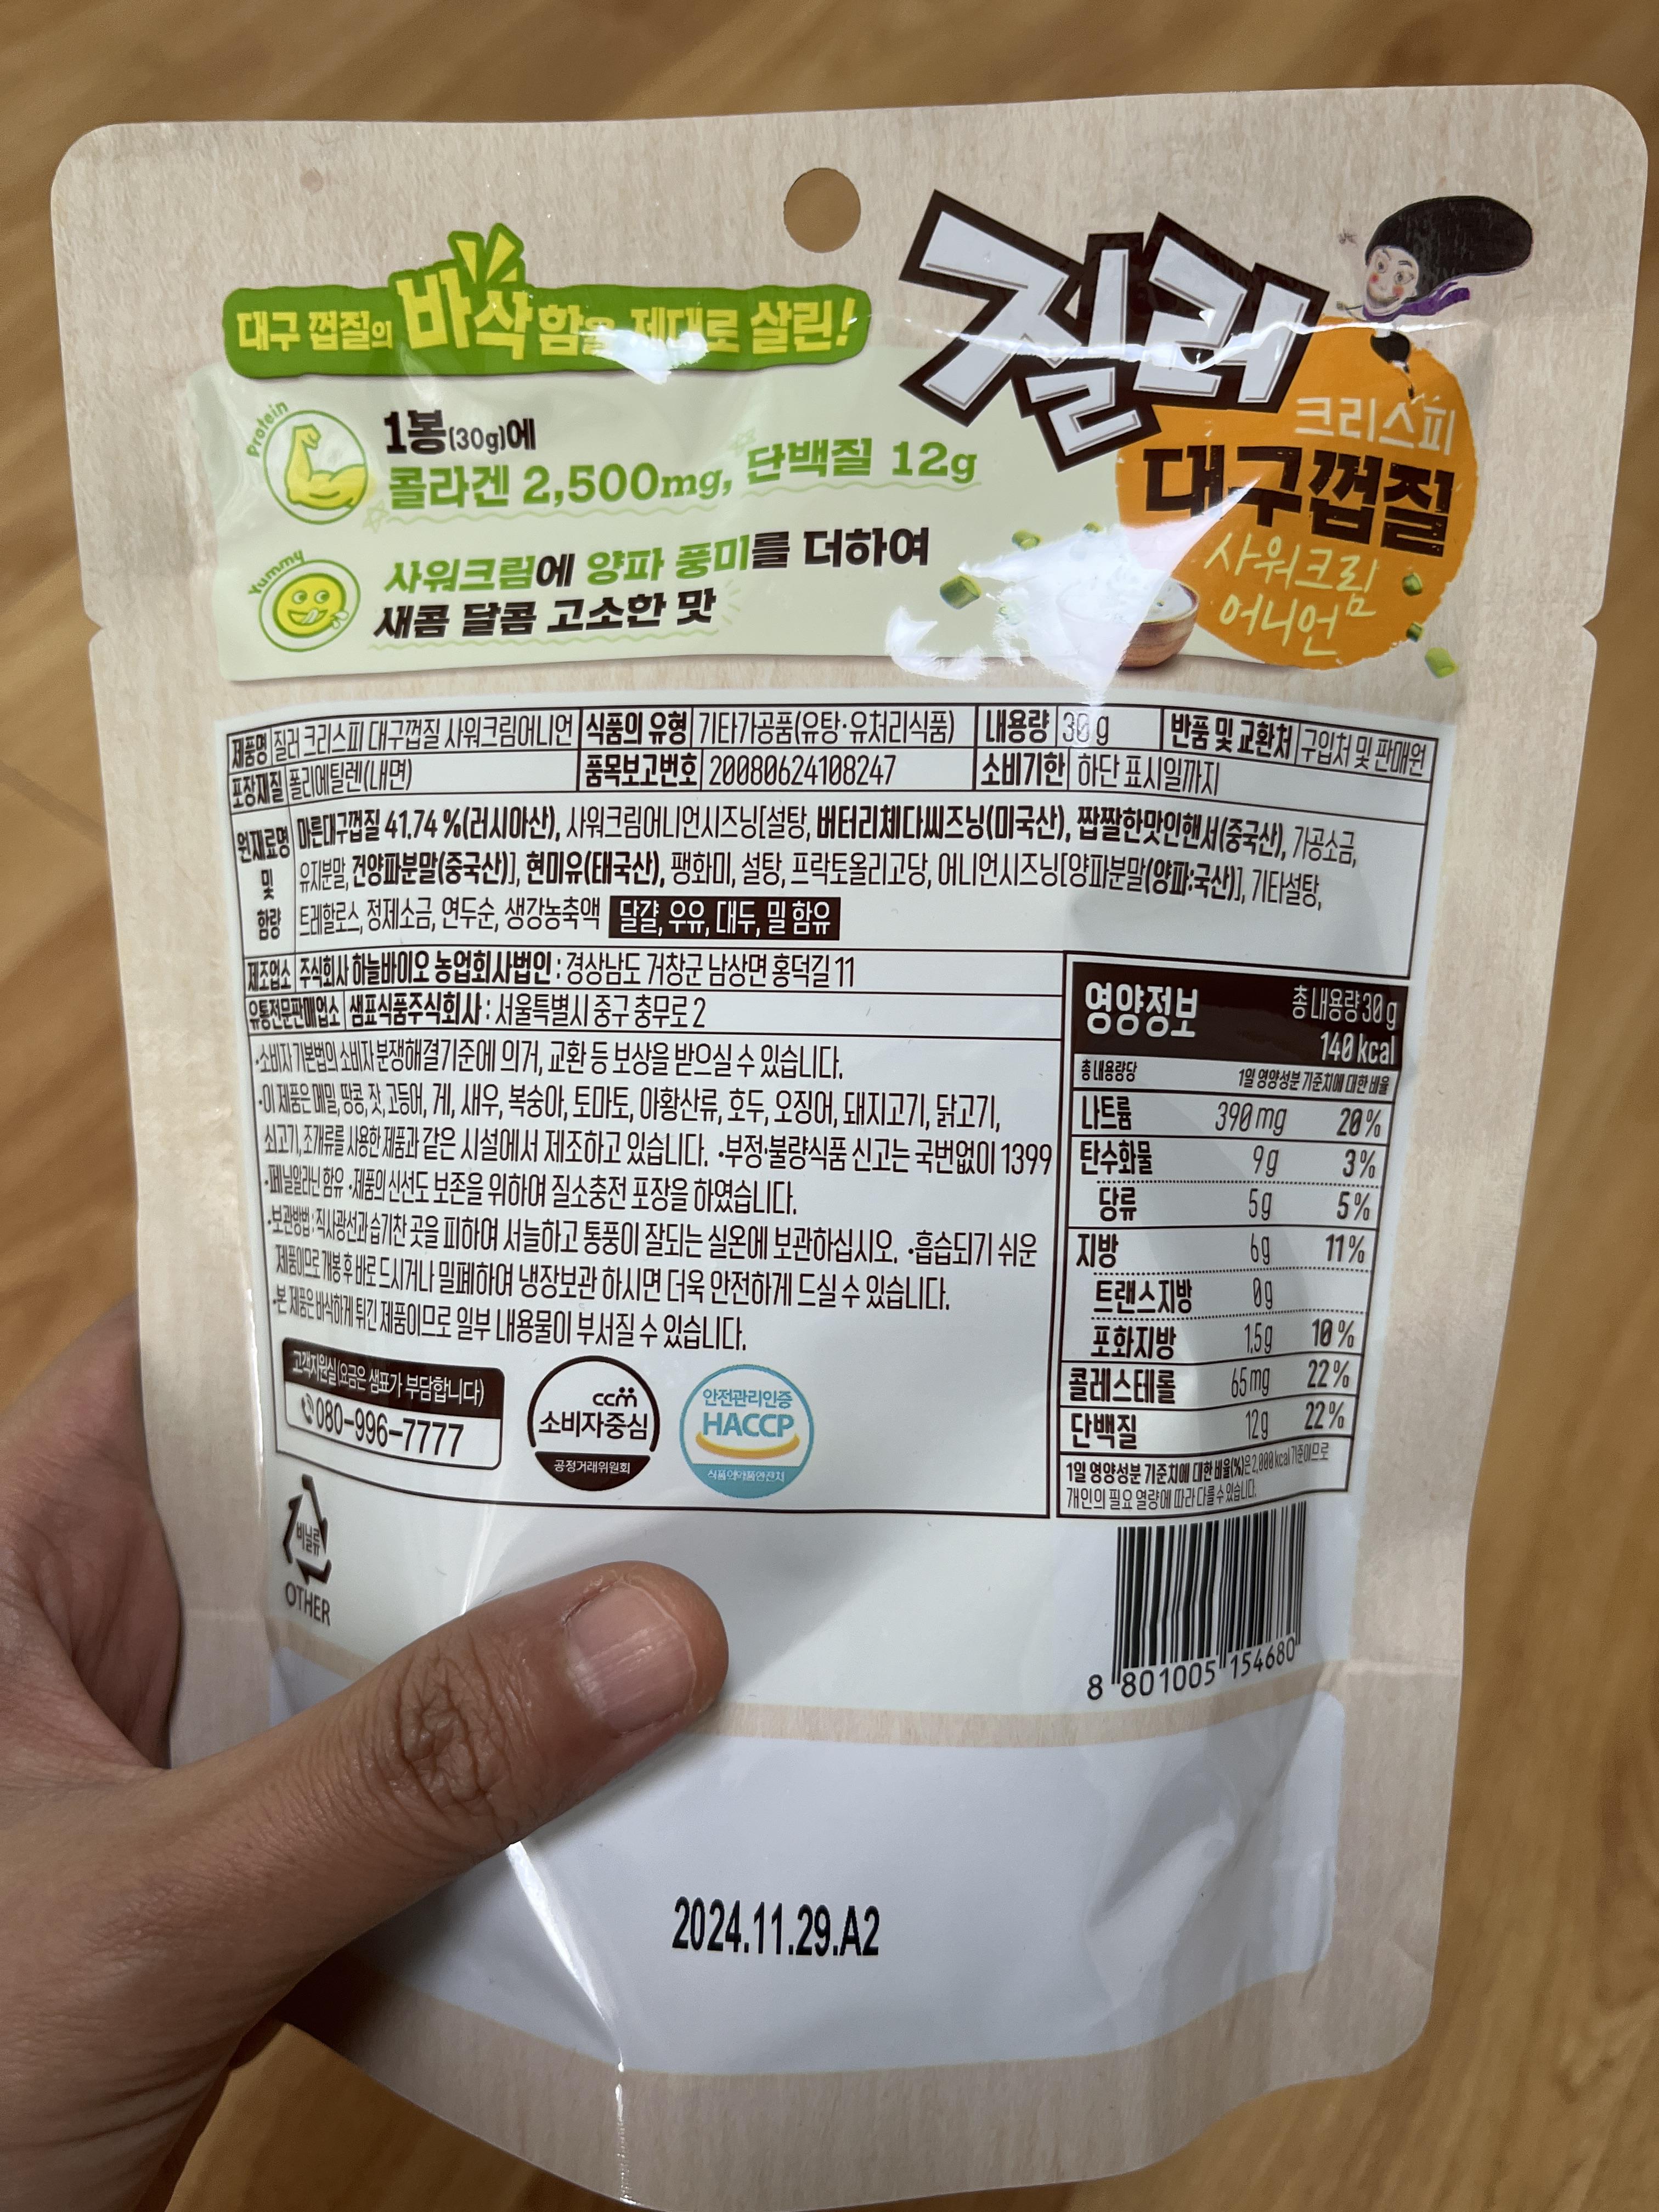 대구 껍질의 바삭함을 제대로 살린!
질러
크리스피
대구껍질
사워크림
어니언
Protein
1봉(30g)에
콜라겐 2,500mg, 단백질 12g
Yummy
사워크림에 양파 풍미를 더하여
새콤 달콤 고소한 맛
제품명 질러 크리스피 대구껍질 사워크림어니언 식품의 유형 기타가공품(유탕·유처리식품) 내용량 30 g 반품 및 교환처 구입처 및 판매원
포장재질 폴리에틸렌(내면) 품목보고번호 20080624108247 소비기한 하단 표시일까지
원재료명 및 함량
마른대구껍질 41.74 %(러시아산), 사워크림어니언시즈닝[설탕, 버터리체다씨즈닝(미국산), 짭짤한맛인핸서(중국산), 가공소금,
유지분말, 건양파분말(중국산)], 현미유(태국산), 팽화미, 설탕, 프락토올리고당, 어니언시즈닝[양파분말(양파:국산)], 기타설탕,
트레할로스, 정제소금, 연두순, 생강농축액 달걀, 우유, 대두, 밀 함유
제조업소 주식회사 하늘바이오 농업회사법인 : 경상남도 거창군 남상면 홍덕길 11
유통전문판매업소 샘표식품주식회사 : 서울특별시 중구 충무로 2
·소비자기본법의 소비자 분쟁해결기준에 의거, 교환 등 보상을 받으실 수 있습니다.
·이 제품은 메밀, 땅콩, 잣, 고등어, 게, 새우, 복숭아, 토마토, 아황산류, 호두, 오징어, 돼지고기, 닭고기,
쇠고기, 조개류를 사용한 제품과 같은 시설에서 제조하고 있습니다. ·부정·불량식품 신고는 국번없이 1399
·페닐알라닌 함유 ·제품의 신선도 보존을 위하여 질소충전 포장을 하였습니다.
·보관방법 : 직사광선과 습기찬 곳을 피하여 서늘하고 통풍이 잘되는 실온에 보관하십시오. ·흡습되기 쉬운
제품이므로 개봉 후 바로 드시거나 밀폐하여 냉장보관 하시면 더욱 안전하게 드실 수 있습니다.
·본 제품은 바삭하게 튀긴 제품이므로 일부 내용물이 부서질 수 있습니다.
고객지원실(요금은 샘표가 부담합니다)
080-996-7777
ccm
소비자중심
공정거래위원회
안전관리인증
HACCP
식품의약품안전처
영양정보
총 내용량 30 g
140 kcal
총 내용량당 1일 영양성분 기준치에 대한 비율
나트륨 390 mg 20 %
탄수화물 9 g 3 %
당류 5 g 5 %
지방 6 g 11 %
트랜스지방 0 g
포화지방 1.5 g 10 %
콜레스테롤 65 mg 22 %
단백질 12 g 22 %
1일 영양성분 기준치에 대한 비율(%)은 2,000 kcal 기준이므로
개인의 필요 열량에 따라 다를 수 있습니다.
비닐류
OTHER
8 801005 154680
2024.11.29.A2